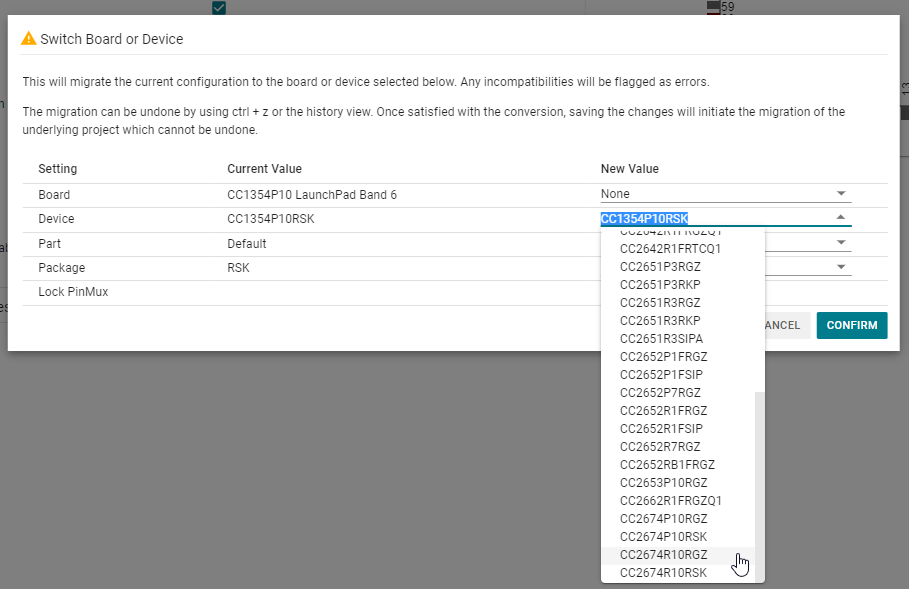 59
Switch Board or Device
This will migrate the current configuration to the board or device selected below. Any incompatibilities will be flagged as errors.
The migration can be undone by using ctrl + z or the history view. Once satisfied with the conversion, saving the changes will initiate the migration of the
underlying project which cannot be undone.
Setting Current Value New Value
Board CC1354P10 LaunchPad Band 6 None
Device CC1354P10RSK CC1354P10RSK
Part Default
Package RSK
Lock PinMux
CC2642R1FRGZQ1
CC2642R1FRTCQ1
CC2651P3RGZ
CC2651P3RKP
CC2651R3RGZ
CC2651R3RKP
CC2651R3SIPA
CC2652P1FRGZ
CC2652P1FSIP
CC2652P7RGZ
CC2652R1FRGZ
CC2652R1FSIP
CC2652R7RGZ
CC2652RB1FRGZ
CC2653P10RGZ
CC2662R1FRGZQ1
CC2674P10RGZ
CC2674P10RSK
CC2674R10RGZ
CC2674R10RSK
ANCEL CONFIRM